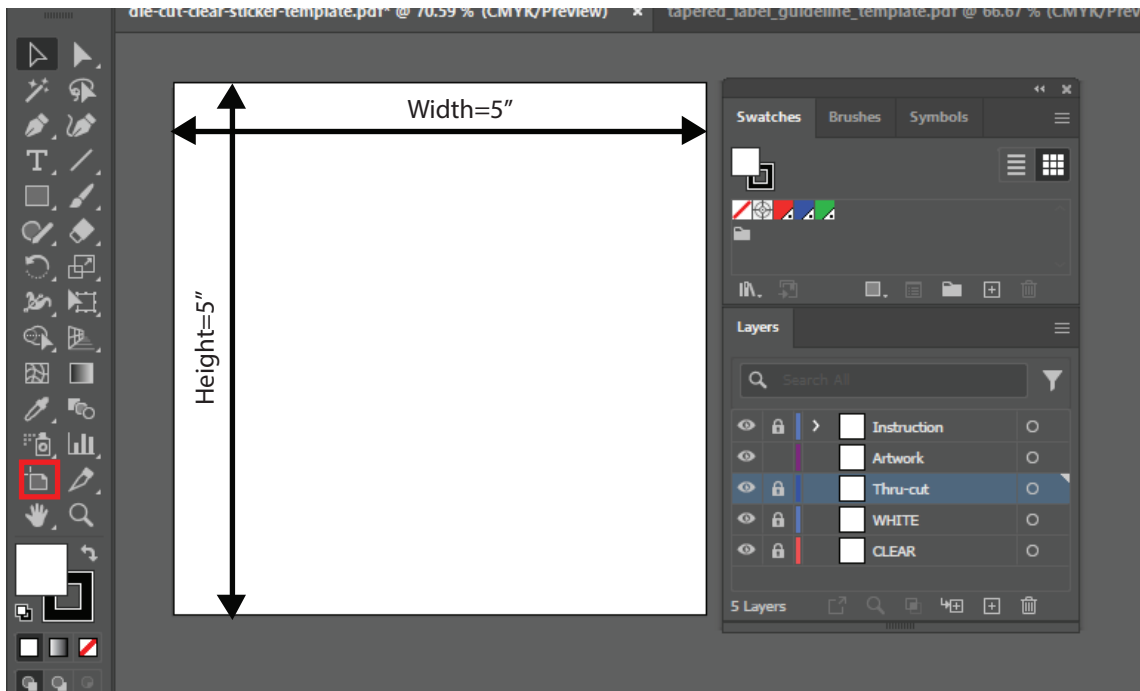 die-cut-clear-sticker-template.pdf* @ 70.59 % (CMYK/Preview) × tapered_label_guideline_template.pdf @ 66.67 % (CMYK/Prev
Width=5″
Height=5″
Swatches Brushes Symbols
Layers
Search All
Instruction
Artwork
Thru-cut
WHITE
CLEAR
5 Layers